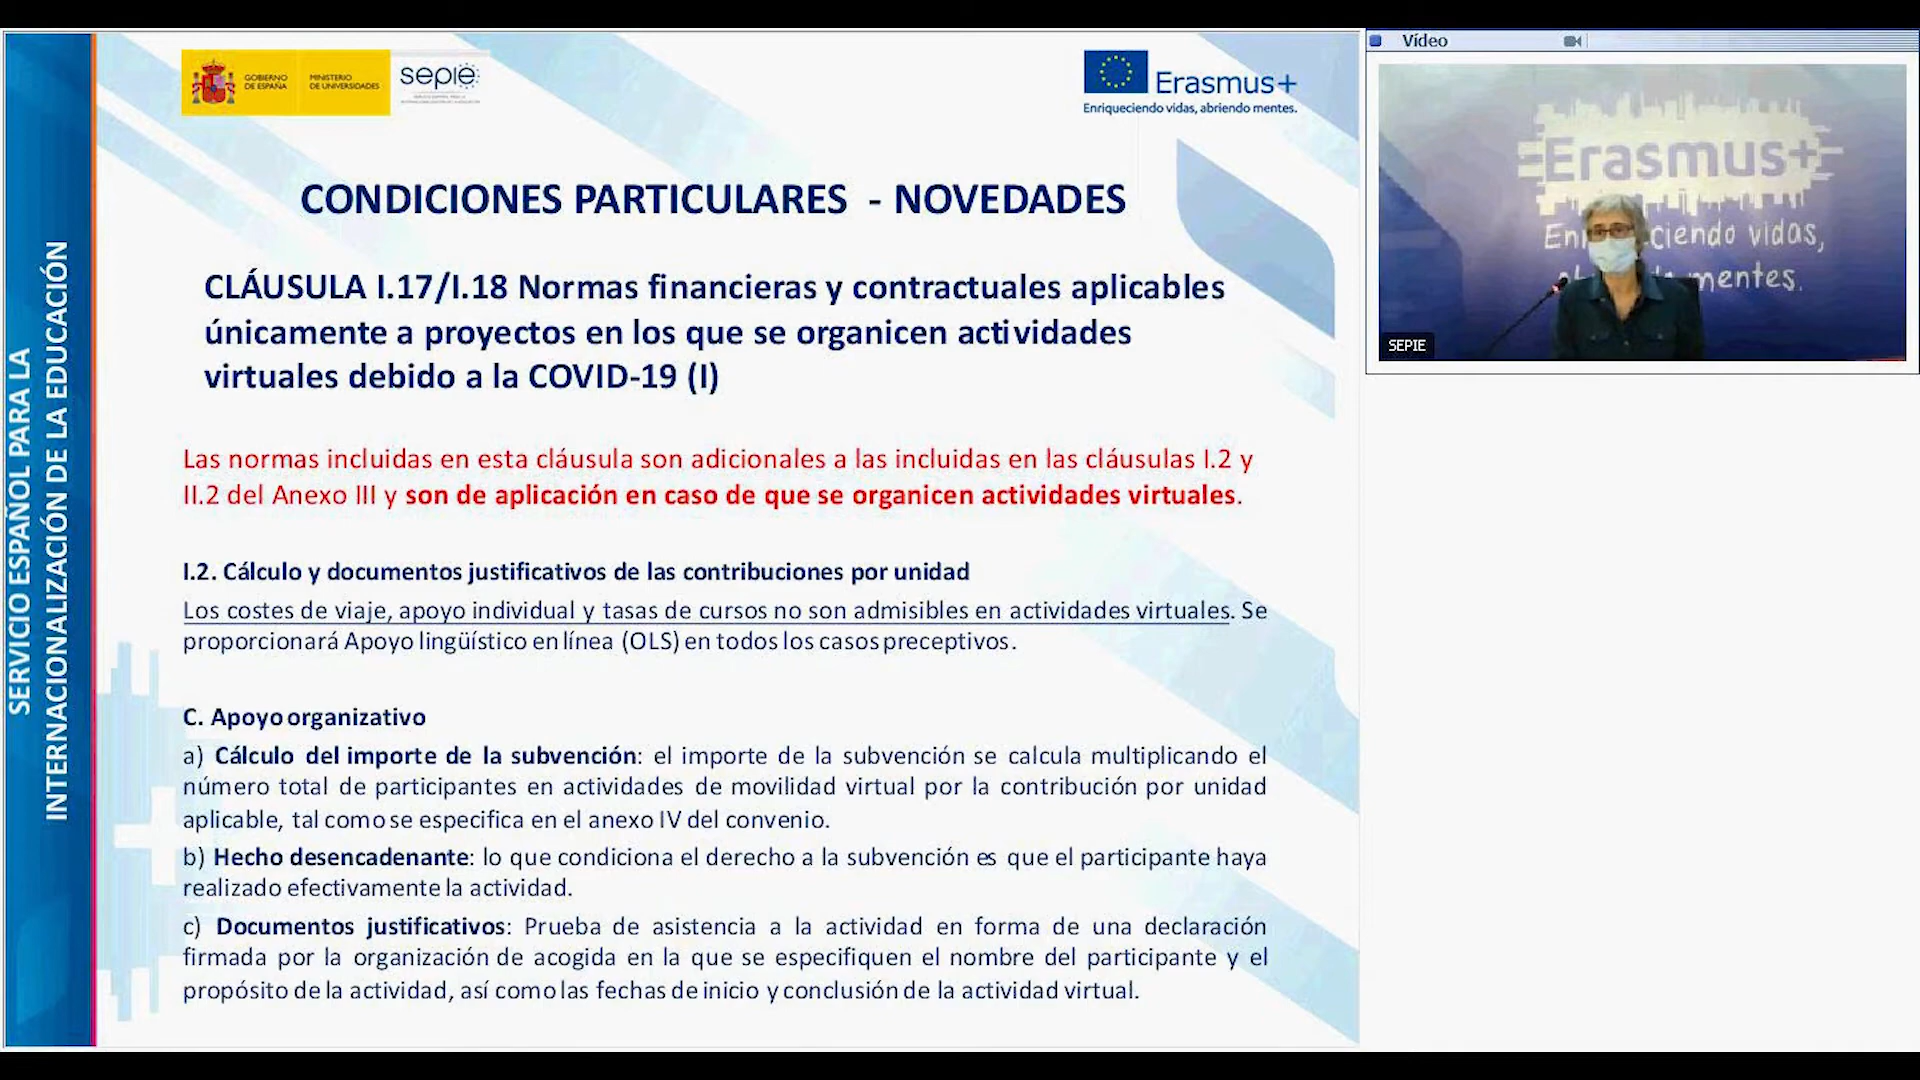 SERVICIO ESPAÑOL PARA LA
INTERNACIONALIZACIÓN DE LA EDUCACIÓN
GOBIERNO
DE ESPAÑA
MINISTERIO
DE UNIVERSIDADES
sepie
Erasmus+
Enriqueciendo vidas, abriendo mentes.
CONDICIONES PARTICULARES - NOVEDADES
CLÁUSULA I.17/I.18 Normas financieras y contractuales aplicables
únicamente a proyectos en los que se organicen actividades
virtuales debido a la COVID-19 (I)
Las normas incluidas en esta cláusula son adicionales a las incluidas en las cláusulas I.2 y
II.2 del Anexo III y son de aplicación en caso de que se organicen actividades virtuales.
I.2. Cálculo y documentos justificativos de las contribuciones por unidad
Los costes de viaje, apoyo individual y tasas de cursos no son admisibles en actividades virtuales. Se
proporcionará Apoyo lingüístico en línea (OLS) en todos los casos preceptivos.
C. Apoyo organizativo
a) Cálculo del importe de la subvención: el importe de la subvención se calcula multiplicando el
número total de participantes en actividades de movilidad virtual por la contribución por unidad
aplicable, tal como se especifica en el anexo IV del convenio.
b) Hecho desencadenante: lo que condiciona el derecho a la subvención es que el participante haya
realizado efectivamente la actividad.
c) Documentos justificativos: Prueba de asistencia a la actividad en forma de una declaración
firmada por la organización de acogida en la que se especifiquen el nombre del participante y el
propósito de la actividad, así como las fechas de inicio y conclusión de la actividad virtual.
Vídeo
Erasmus+
ciendo vidas,
mentes.
SEPIE